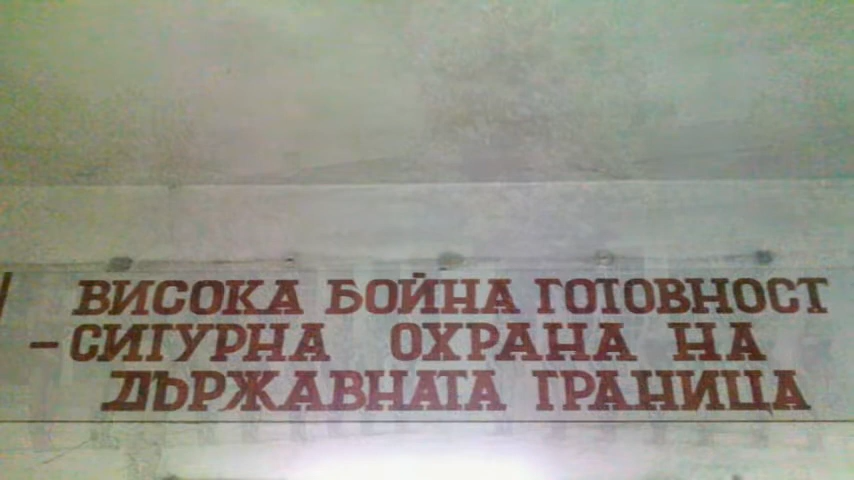 ВИСОКА БОЙНА ГОТОВНОСТ
– СИГУРНА ОХРАНА НА
ДЪРЖАВНАТА ГРАНИЦА